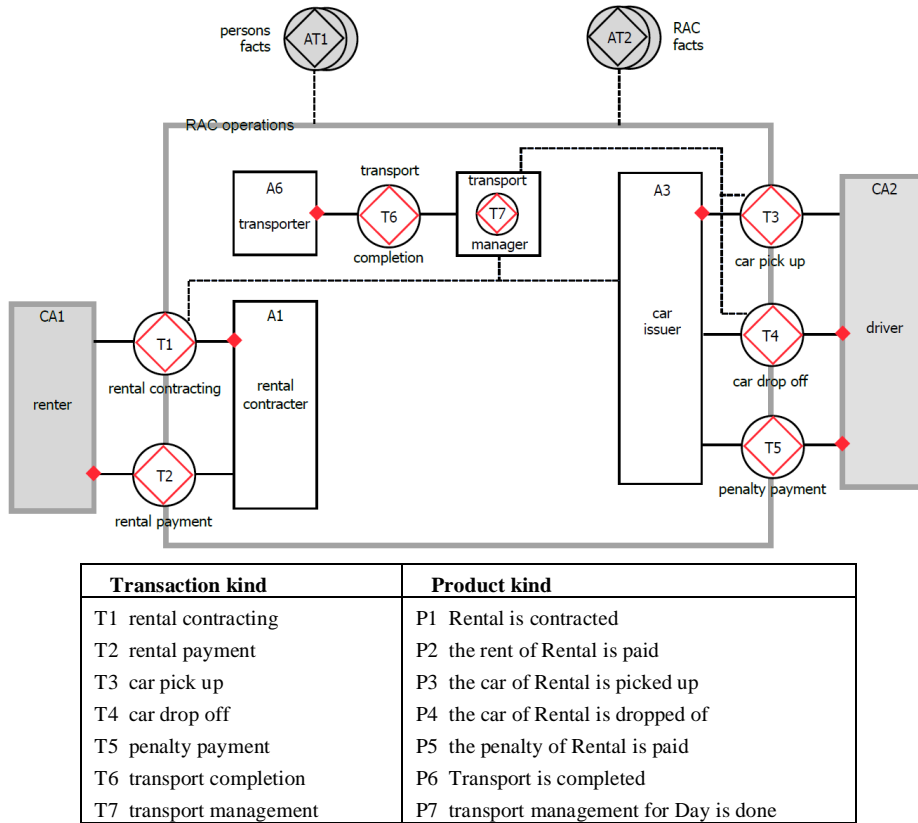 persons
facts
AT1
AT2
RAC
facts
RAC operations
A6
transporter
transport
T6
completion
transport
T7
manager
A3
car
issuer
T3
car pick up
CA2
driver
T4
car drop off
T5
penalty payment
CA1
renter
T1
rental contracting
A1
rental
contracter
T2
rental payment
Transaction kind Product kind
T1 rental contracting P1 Rental is contracted
T2 rental payment P2 the rent of Rental is paid
T3 car pick up P3 the car of Rental is picked up
T4 car drop off P4 the car of Rental is dropped of
T5 penalty payment P5 the penalty of Rental is paid
T6 transport completion P6 Transport is completed
T7 transport management P7 transport management for Day is done